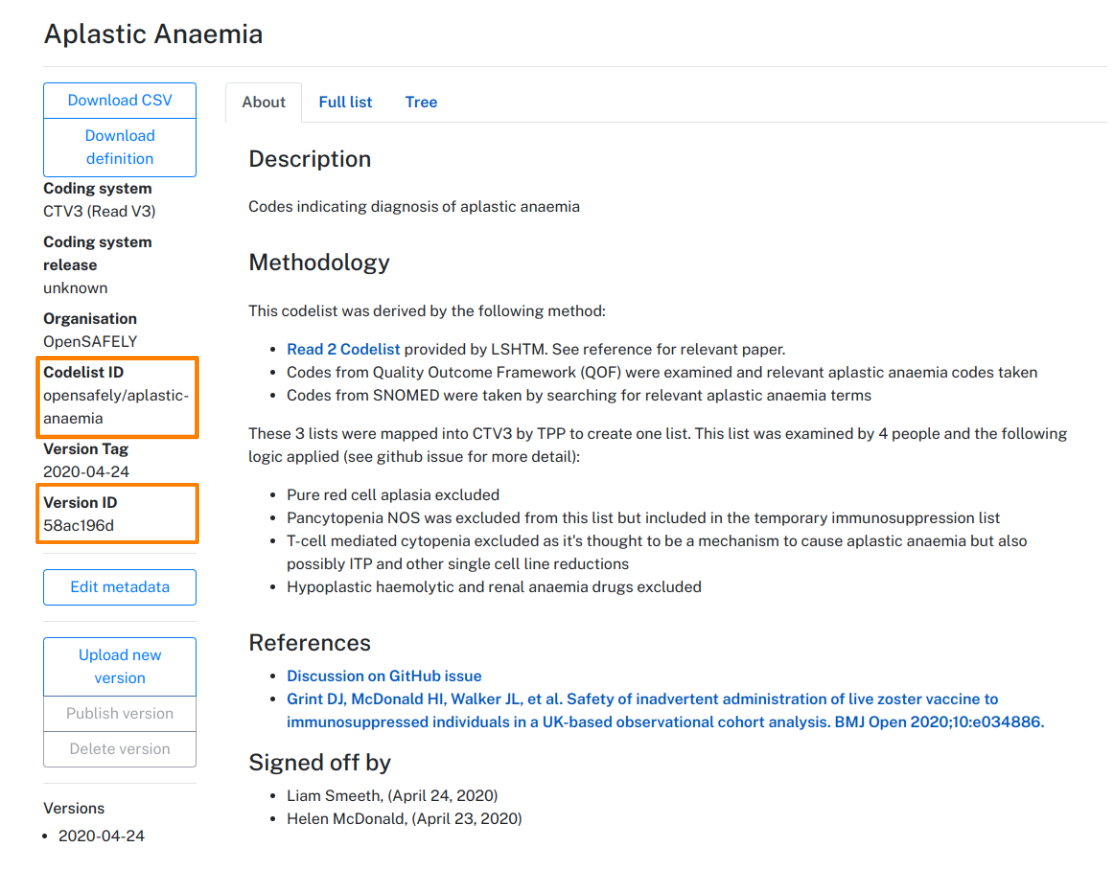 Aplastic Anaemia
Download CSV
Download
definition
Coding system
CTV3 (Read V3)
Coding system
release
unknown
Organisation
OpenSAFELY
Codelist ID
opensafely/aplastic-
anaemia
Version Tag
2020-04-24
Version ID
58ac196d
Edit metadata
Upload new
version
Publish version
Delete version
Versions
• 2020-04-24
About
Full list
Tree
Description
Codes indicating diagnosis of aplastic anaemia
Methodology
This codelist was derived by the following method:
• Read 2 Codelist provided by LSHTM. See reference for relevant paper.
• Codes from Quality Outcome Framework (QOF) were examined and relevant aplastic anaemia codes taken
• Codes from SNOMED were taken by searching for relevant aplastic anaemia terms
These 3 lists were mapped into CTV3 by TPP to create one list. This list was examined by 4 people and the following
logic applied (see github issue for more detail):
• Pure red cell aplasia excluded
• Pancytopenia NOS was excluded from this list but included in the temporary immunosuppression list
• T-cell mediated cytopenia excluded as it's thought to be a mechanism to cause aplastic anaemia but also
possibly ITP and other single cell line reductions
• Hypoplastic haemolytic and renal anaemia drugs excluded
References
• Discussion on GitHub issue
• Grint DJ, McDonald HI, Walker JL, et al. Safety of inadvertent administration of live zoster vaccine to
immunosuppressed individuals in a UK-based observational cohort analysis. BMJ Open 2020;10:e034886.
Signed off by
• Liam Smeeth, (April 24, 2020)
• Helen McDonald, (April 23, 2020)